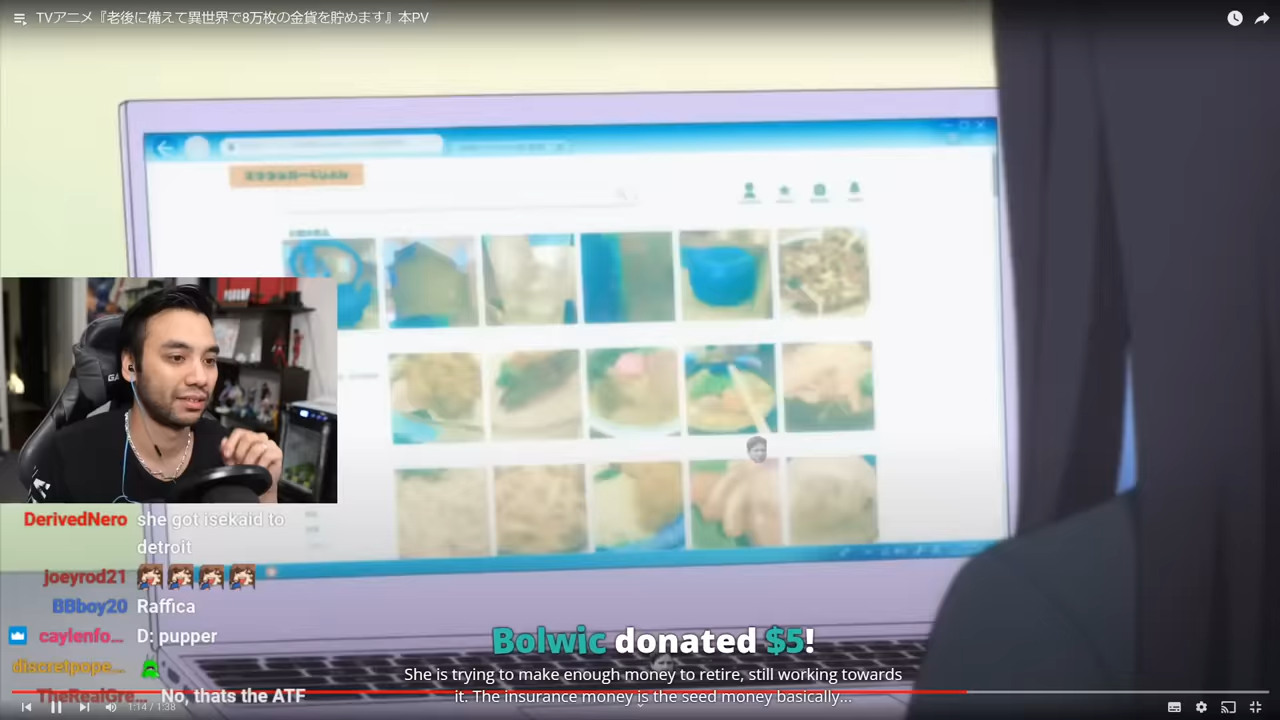 TVアニメ『老後に備えて異世界で8万枚の金貨を貯めます』本PV
DerivedNero she got isekaid to
detroit
joeyrod21
BBboy20 Raffica
caylenfo... D: pupper
discretpope...
TheRealGre... No, thats the ATF
Bolwic donated $5!
She is trying to make enough money to retire, still working towards
it. The insurance money is the seed money basically...
1:14 / 1:38